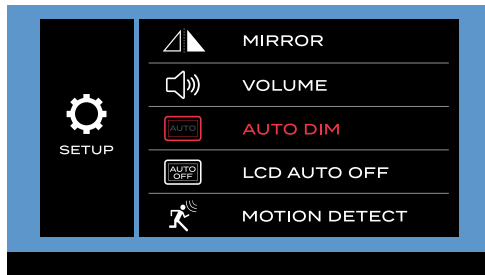 MIRROR
VOLUME
AUTO
AUTO DIM
SETUP
AUTO
OFF
LCD AUTO OFF
MOTION DETECT